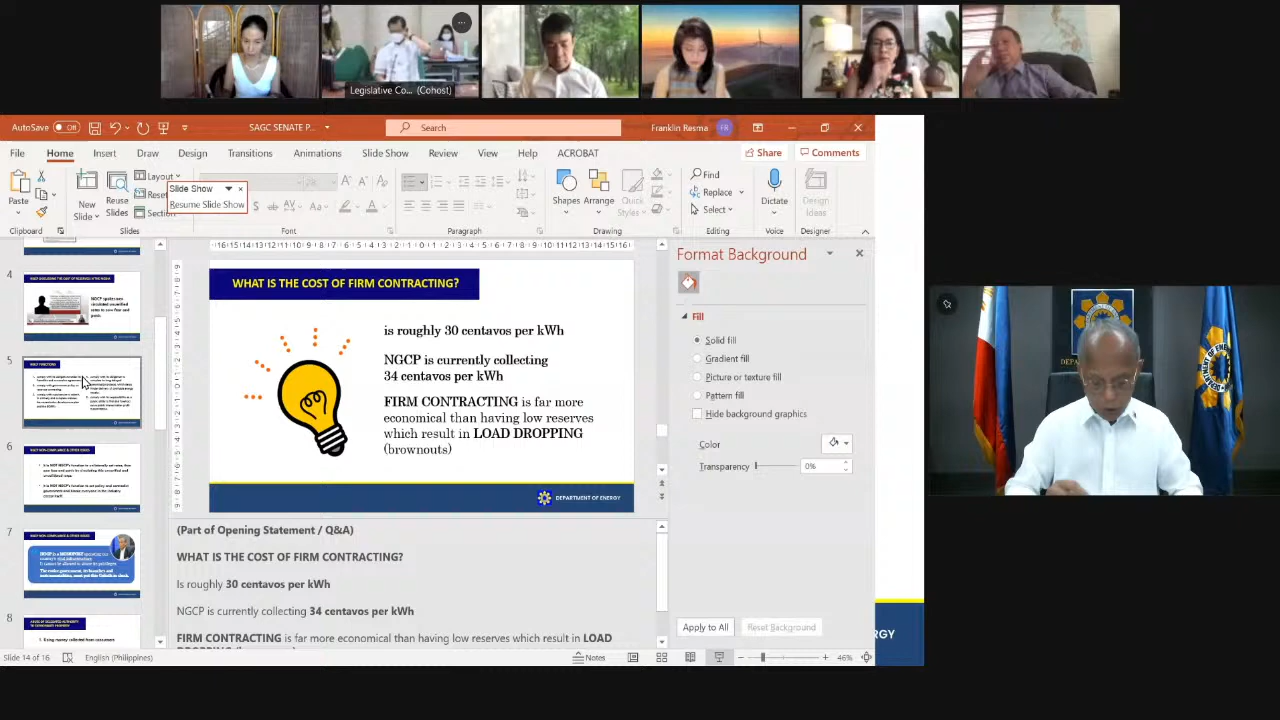 Legislative Co... (Cohost)
AutoSave Off
SAGC SENATE P...
Search
Franklin Resma FR
File Home Insert Draw Design Transitions Animations Slide Show Review View Help ACROBAT
Share Comments
Paste
New Slide
Reuse Slides
Layout
Reset
Section
Slide Show
Resume Slide Show
Shapes Arrange Quick Styles
Find
Replace
Select
Dictate
Design Ideas
Clipboard Slides Font Paragraph Drawing Editing Voice Designer
4
5
6
7
8
WHAT IS THE COST OF FIRM CONTRACTING?
is roughly 30 centavos per kWh
NGCP is currently collecting
34 centavos per kWh
FIRM CONTRACTING is far more
economical than having low reserves
which result in LOAD DROPPING
(brownouts)
DEPARTMENT OF ENERGY
Format Background
Fill
Solid fill
Gradient fill
Picture or texture fill
Pattern fill
Hide background graphics
Color
Transparency 0%
Apply to All Reset Background
(Part of Opening Statement / Q&A)
WHAT IS THE COST OF FIRM CONTRACTING?
Is roughly 30 centavos per kWh
NGCP is currently collecting 34 centavos per kWh
FIRM CONTRACTING is far more economical than having low reserves which result in LOAD
Slide 14 of 16 English (Philippines) Notes 46%
RGY